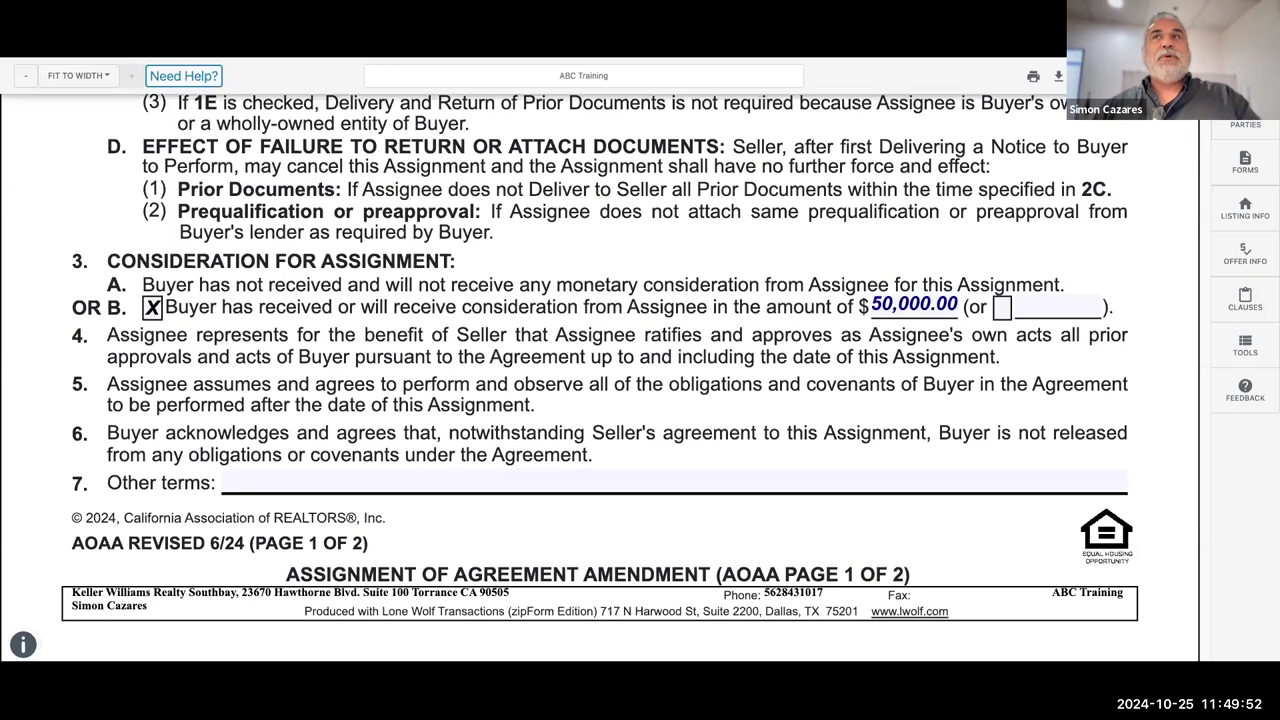 - FIT TO WIDTH + Need Help? ABC Training
Simon Cazares
(3) If 1E is checked, Delivery and Return of Prior Documents is not required because Assignee is Buyer's
or a wholly-owned entity of Buyer.
D. EFFECT OF FAILURE TO RETURN OR ATTACH DOCUMENTS: Seller, after first Delivering a Notice to Buyer
to Perform, may cancel this Assignment and the Assignment shall have no further force and effect:
(1) Prior Documents: If Assignee does not Deliver to Seller all Prior Documents within the time specified in 2C.
(2) Prequalification or preapproval: If Assignee does not attach same prequalification or preapproval from
Buyer's lender as required by Buyer.
3. CONSIDERATION FOR ASSIGNMENT:
A. Buyer has not received and will not receive any monetary consideration from Assignee for this Assignment.
OR B. X Buyer has received or will receive consideration from Assignee in the amount of $ 50,000.00 (or ).
4. Assignee represents for the benefit of Seller that Assignee ratifies and approves as Assignee's own acts all prior
approvals and acts of Buyer pursuant to the Agreement up to and including the date of this Assignment.
5. Assignee assumes and agrees to perform and observe all of the obligations and covenants of Buyer in the Agreement
to be performed after the date of this Assignment.
6. Buyer acknowledges and agrees that, notwithstanding Seller's agreement to this Assignment, Buyer is not released
from any obligations or covenants under the Agreement.
7. Other terms:
© 2024, California Association of REALTORS®, Inc.
AOAA REVISED 6/24 (PAGE 1 OF 2)
EQUAL HOUSING
OPPORTUNITY
ASSIGNMENT OF AGREEMENT AMENDMENT (AOAA PAGE 1 OF 2)
Keller Williams Realty Southbay, 23670 Hawthorne Blvd. Suite 100 Torrance CA 90505 Phone: 5628431017 Fax: ABC Training
Simon Cazares
Produced with Lone Wolf Transactions (zipForm Edition) 717 N Harwood St, Suite 2200, Dallas, TX 75201 www.lwolf.com
PARTIES
FORMS
LISTING INFO
OFFER INFO
CLAUSES
TOOLS
FEEDBACK
2024-10-25 11:49:52